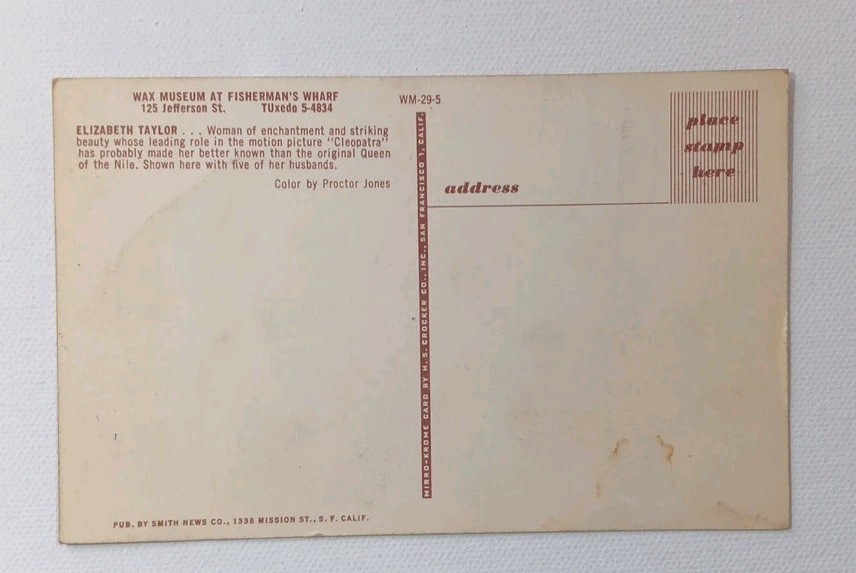 WAX MUSEUM AT FISHERMAN'S WHARF
125 Jefferson St. TUxedo 5-4834
WM-29-5
ELIZABETH TAYLOR . . . Woman of enchantment and striking
beauty whose leading role in the motion picture "Cleopatra"
has probably made her better known than the original Queen
of the Nile. Shown here with five of her husbands.
Color by Proctor Jones
PUB. BY SMITH NEWS CO., 1338 MISSION ST., S. F. CALIF.
MIRRO-KROME CARD BY H. S. CROCKER CO., INC., SAN FRANCISCO 1, CALIF.
place
stamp
here
address